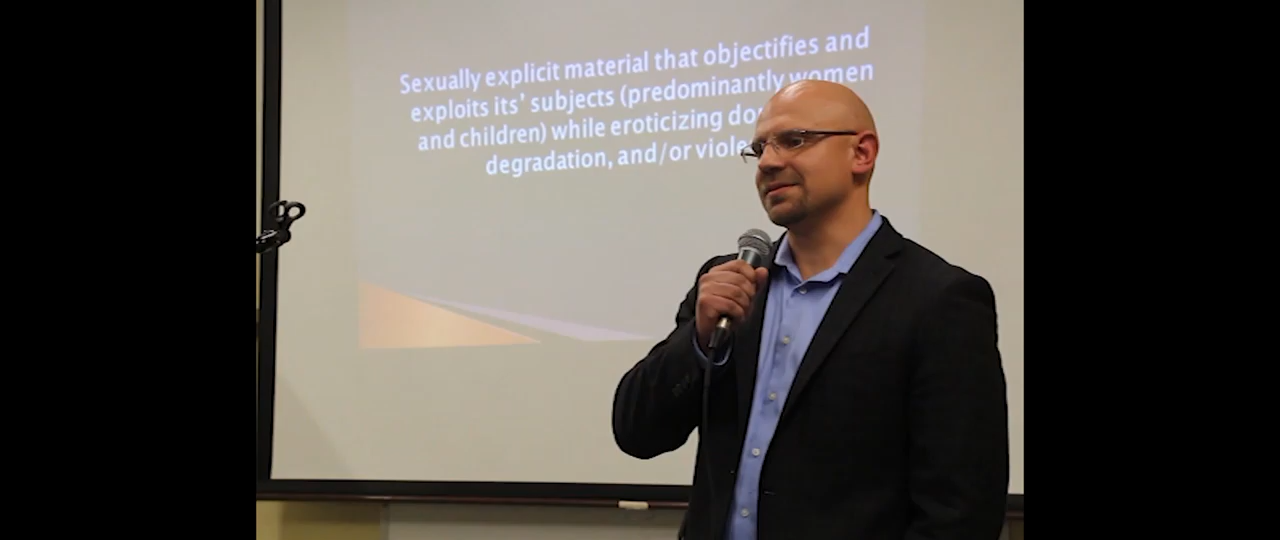 Sexually explicit material that objectifies and
exploits its' subjects (predominantly women
and children) while eroticizing
degradation, and/or